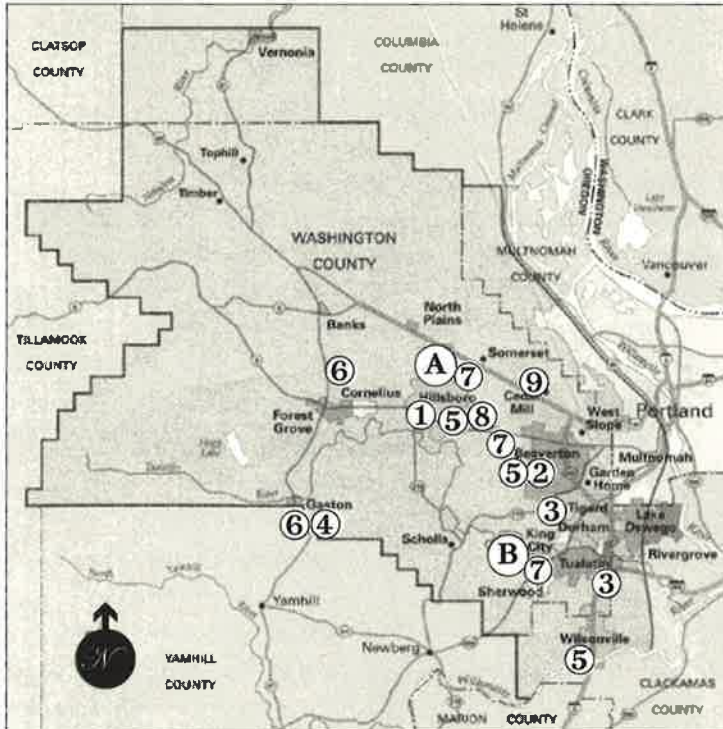 St
Helens
CLATSOP
COUNTY
COLUMBIA
COUNTY
Vernonia
CLARK
COUNTY
Tophill
Timber
WASHINGTON
OREGON
WASHINGTON
COUNTY
MULTNOMAH
COUNTY
Vancouver
North
Plains
Banks
TILLAMOOK
COUNTY
Somerset
A
7
9
6
Cornelius
Hillsboro
Cedar
Mill
1
5
8
West
Slope
Portland
Forest
Grove
7
Beaverton
Multnomah
5
2
Garden
Home
Gaston
6
4
3
Tigard
Durham
Lake
Oswego
Scholls
King
City
B
Tualatin
Rivergrove
7
3
Sherwood
Yamhill
Wilsonville
Newberg
5
N
YAMHILL
COUNTY
Willamette
CLACKAMAS
COUNTY
MARION
COUNTY